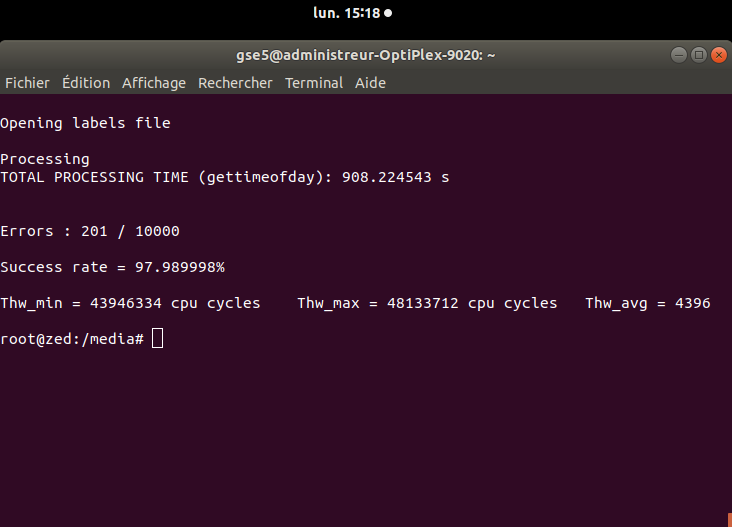 lun. 15:18
gse5@administreur-OptiPlex-9020: ~
Fichier Édition Affichage Rechercher Terminal Aide
Opening labels file
Processing
TOTAL PROCESSING TIME (gettimeofday): 908.224543 s
Errors : 201 / 10000
Success rate = 97.989998%
Thw_min = 43946334 cpu cycles Thw_max = 48133712 cpu cycles Thw_avg = 4396
root@zed:/media#